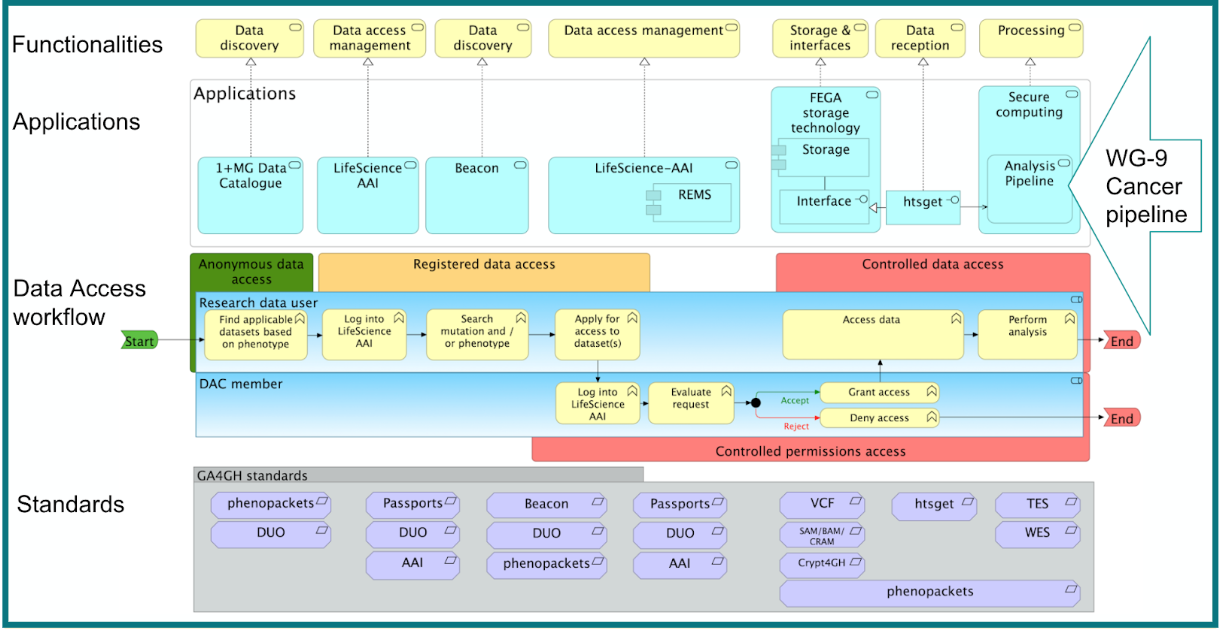 Functionalities
Data
discovery
Data access
management
Data
discovery
Data access management
Storage &
interfaces
Data
reception
Processing
Applications
Applications
1+MG Data
Catalogue
LifeScience
AAI
Beacon
LifeScience-AAI
REMS
FEGA
storage
technology
Storage
Interface
htsget
Secure
computing
Analysis
Pipeline
WG-9
Cancer
pipeline
Data Access
workflow
Anonymous data
access
Registered data access
Controlled data access
Research data user
Start
Find applicable
datasets based
on phenotype
Log into
LifeScience
AAI
Search
mutation and /
or phenotype
Apply for
access to
dataset(s)
Access data
Perform
analysis
End
DAC member
Log into
LifeScience
AAI
Evaluate
request
Accept
Reject
Grant access
Deny access
End
Controlled permissions access
Standards
GA4GH standards
phenopackets
DUO
Passports
DUO
AAI
Beacon
DUO
phenopackets
Passports
DUO
AAI
VCF
SAM/BAM/
CRAM
Crypt4GH
htsget
TES
WES
phenopackets